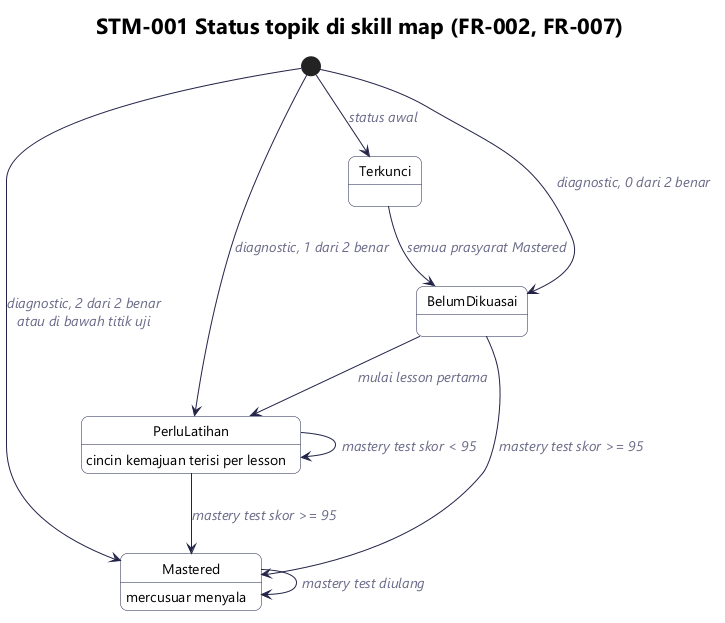 STM-001 Status topik di skill map (FR-002, FR-007)
status awal
Terkunci
diagnostic, 0 dari 2 benar
diagnostic, 1 dari 2 benar
semua prasyarat Mastered
BelumDikuasai
diagnostic, 2 dari 2 benar
atau di bawah titik uji
mulai lesson pertama
PerluLatihan
cincin kemajuan terisi per lesson
mastery test skor < 95
mastery test skor >= 95
mastery test skor >= 95
Mastered
mercusuar menyala
mastery test diulang